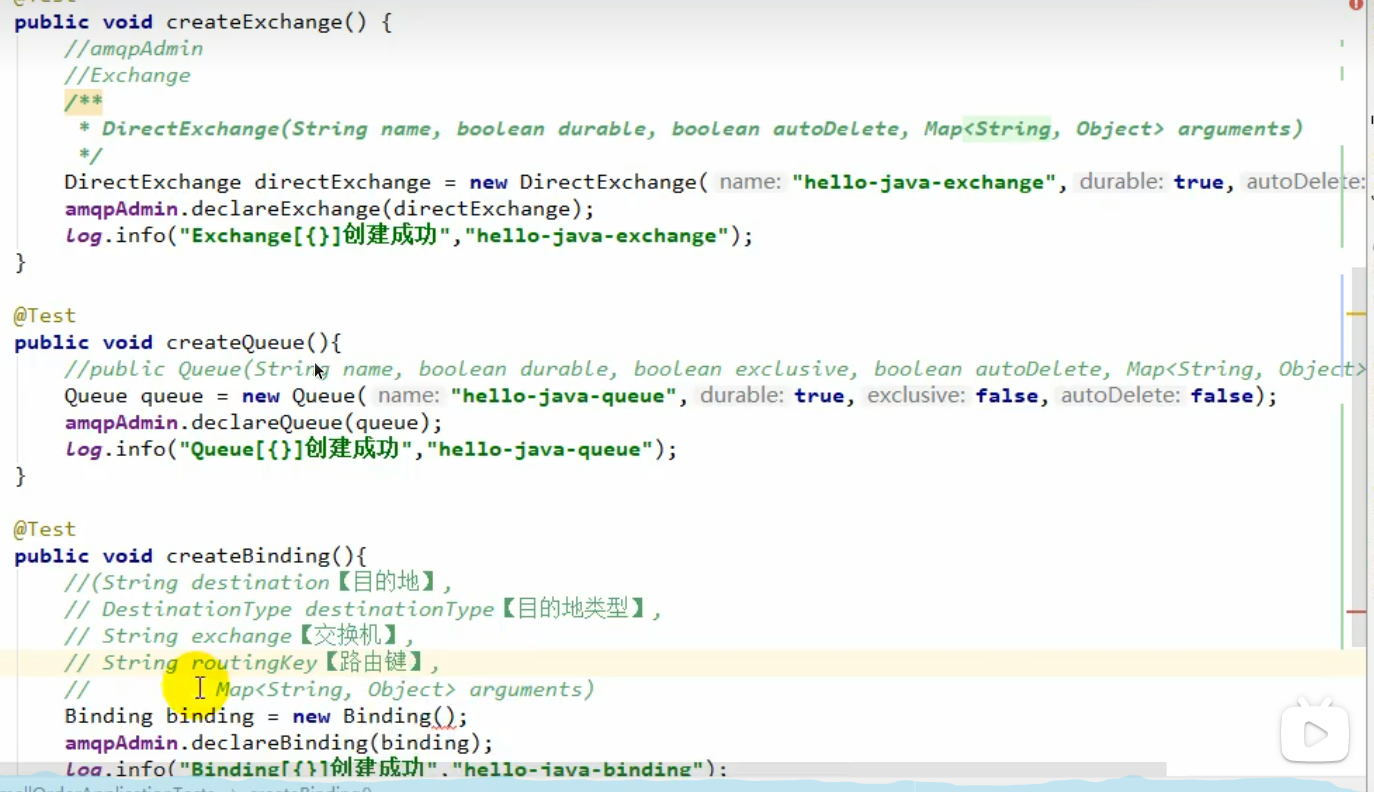 @Test
public void createExchange() {
//amqpAdmin
//Exchange
/**
* DirectExchange(String name, boolean durable, boolean autoDelete, Map<String, Object> arguments)
*/
DirectExchange directExchange = new DirectExchange( name: "hello-java-exchange", durable: true, autoDelete:
amqpAdmin.declareExchange(directExchange);
log.info("Exchange[{}]创建成功","hello-java-exchange");
}
@Test
public void createQueue(){
//public Queue(String name, boolean durable, boolean exclusive, boolean autoDelete, Map<String, Object>
Queue queue = new Queue( name: "hello-java-queue", durable: true, exclusive: false, autoDelete: false);
amqpAdmin.declareQueue(queue);
log.info("Queue[{}]创建成功","hello-java-queue");
}
@Test
public void createBinding(){
//(String destination【目的地】,
// DestinationType destinationType【目的地类型】,
// String exchange【交换机】,
// String routingKey【路由键】,
// Map<String, Object> arguments)
Binding binding = new Binding();
amqpAdmin.declareBinding(binding);
log.info("Binding[{}]创建成功","hello-java-binding");